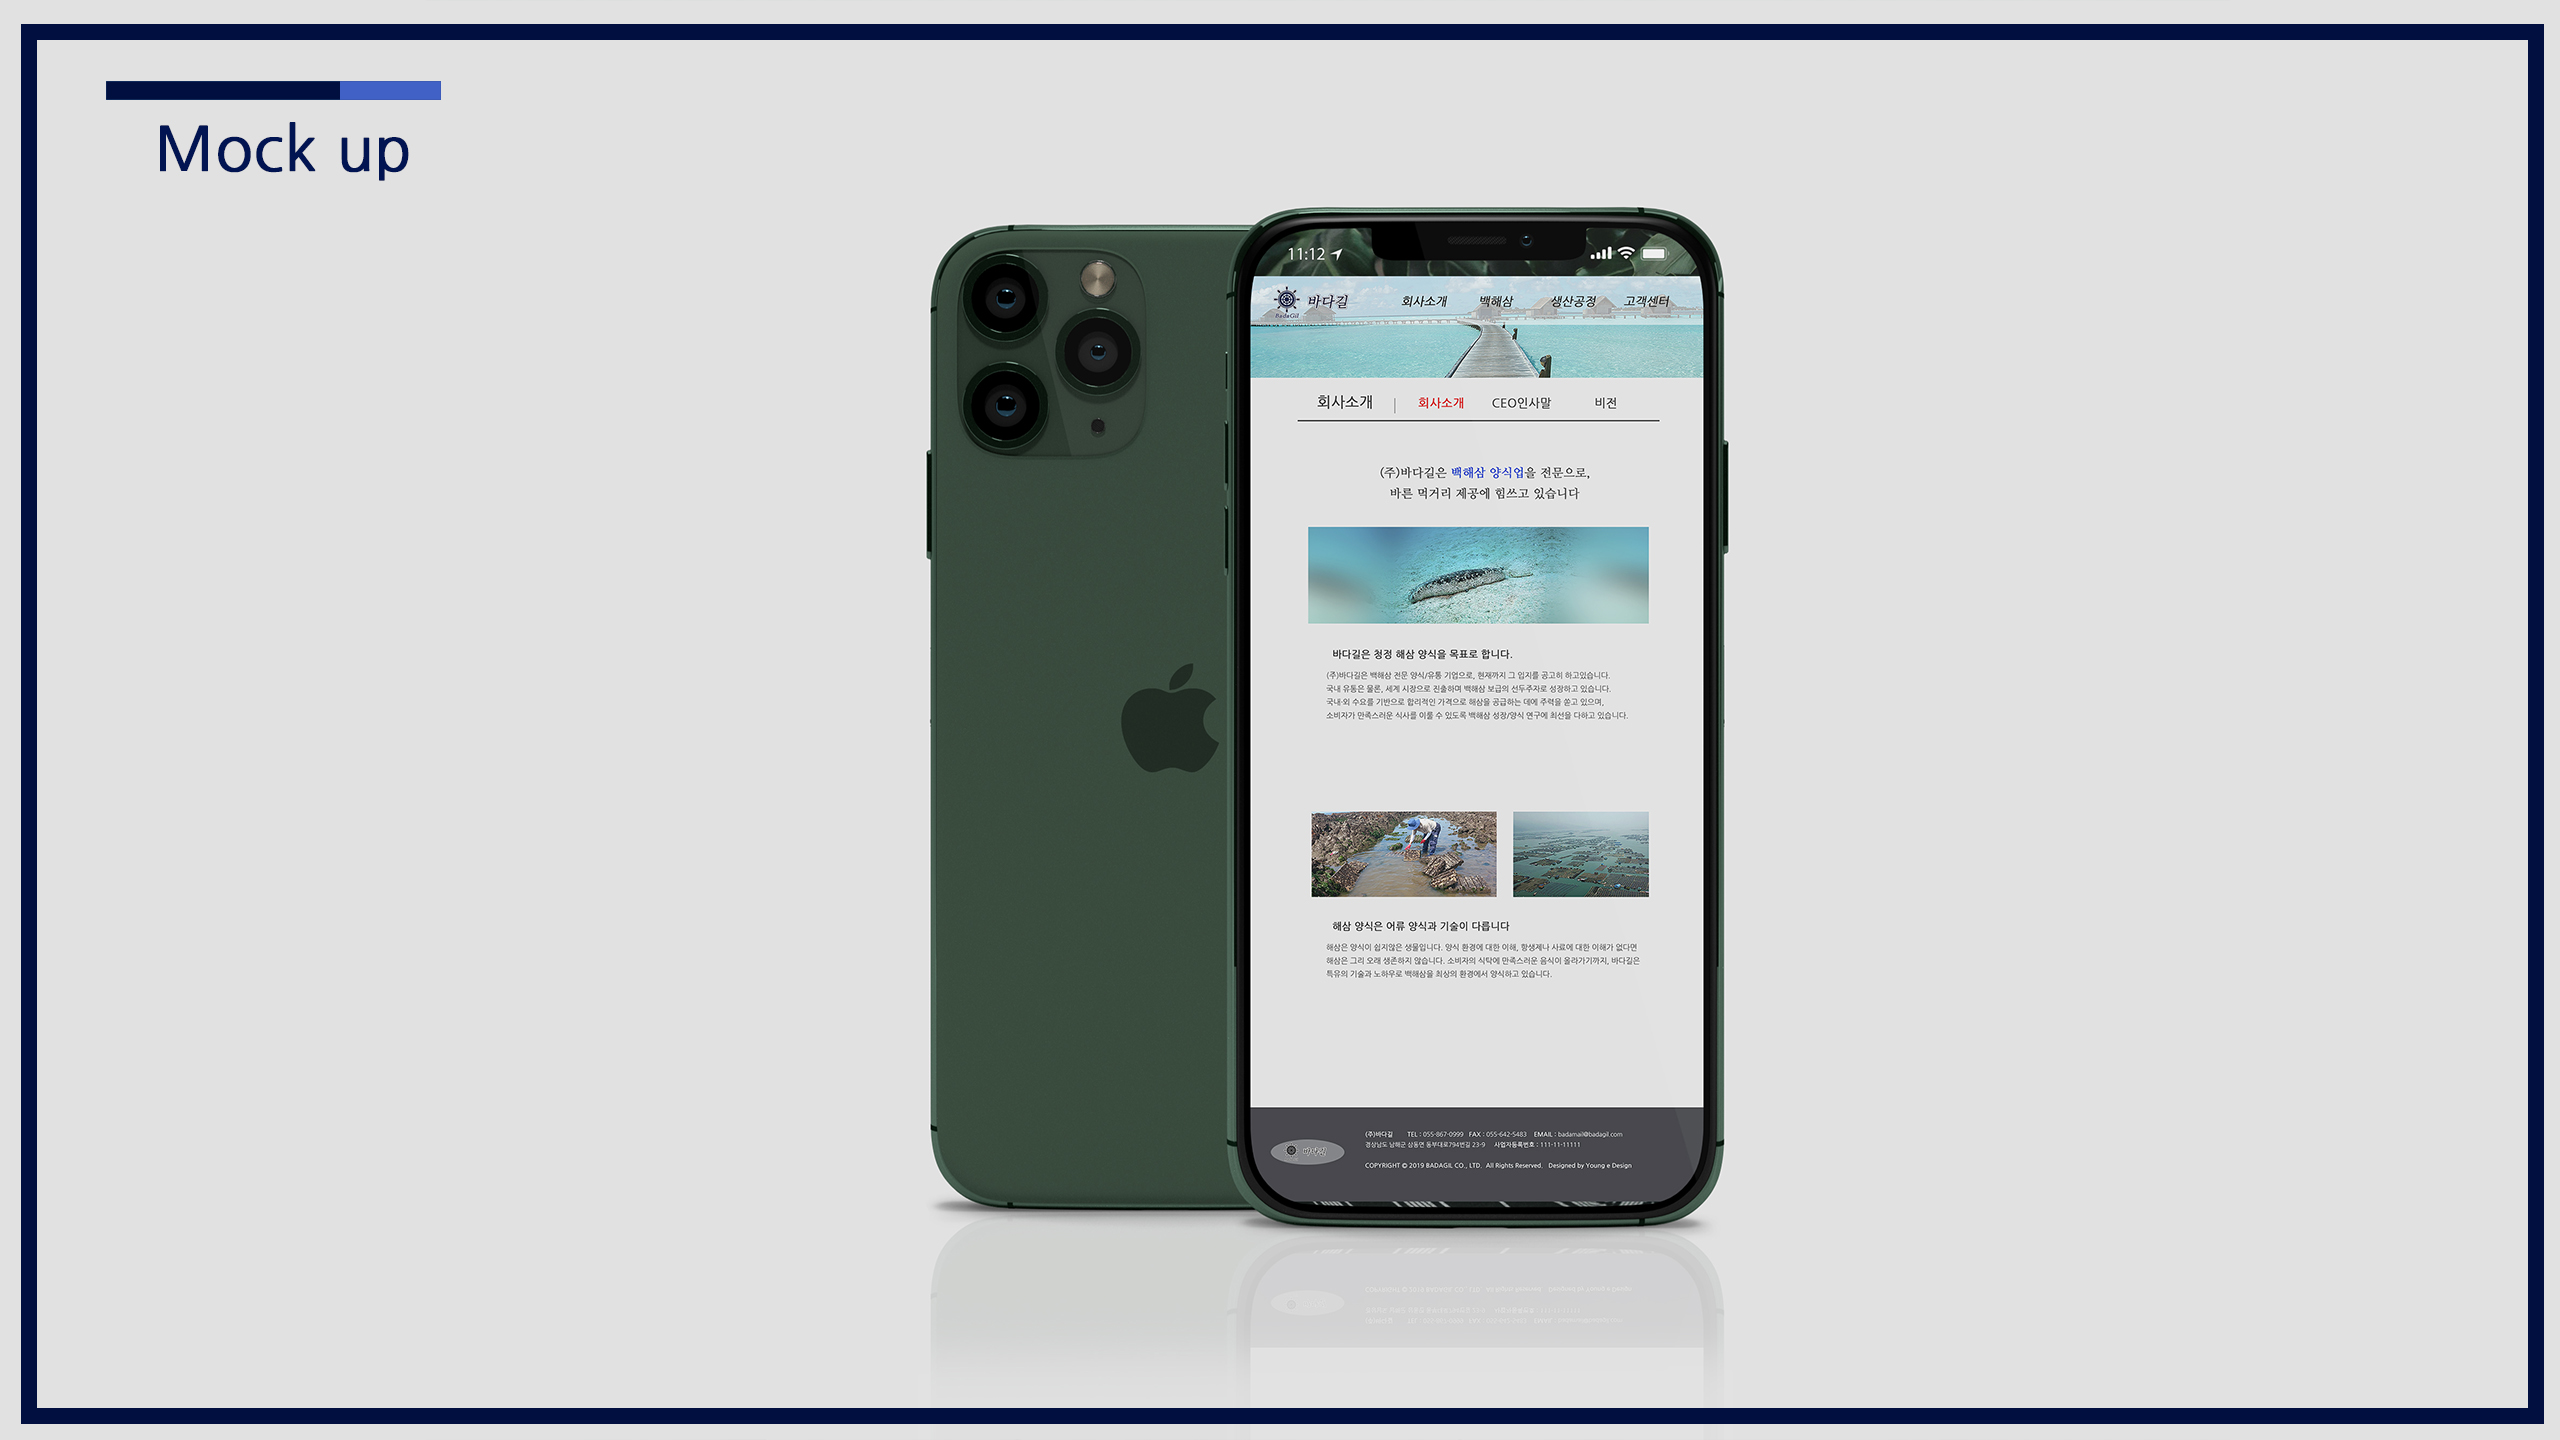 Mock up
11:12
바다길
BadaGil
회사소개 백해삼 생산공정 고객센터
회사소개 | 회사소개 CEO인사말 비전
(주)바다길은 백해삼 양식업을 전문으로,
바른 먹거리 제공에 힘쓰고 있습니다
바다길은 청정 해삼 양식을 목표로 합니다.
(주)바다길은 백해삼 전문 양식/유통 기업으로, 현재까지 그 입지를 공고히 하고있습니다.
국내 유통은 물론, 세계 시장으로 진출하며 백해삼 보급의 선두주자로 성장하고 있습니다.
국내·외 수요를 기반으로 합리적인 가격으로 해삼을 공급하는 데에 주력을 쏟고 있으며,
소비자가 만족스러운 식사를 이룰 수 있도록 백해삼 성장/양식 연구에 최선을 다하고 있습니다.
해삼 양식은 어류 양식과 기술이 다릅니다
해삼은 양식이 쉽지않은 생물입니다. 양식 환경에 대한 이해, 항생제나 사료에 대한 이해가 없다면
해삼은 그리 오래 생존하지 않습니다. 소비자의 식탁에 만족스러운 음식이 올라가기까지, 바다길은
특유의 기술과 노하우로 백해삼을 최상의 환경에서 양식하고 있습니다.
바다길
(주)바다길 TEL : 055-867-0999 FAX : 055-642-5483 EMAIL : badamail@badagil.com
경상남도 남해군 삼동면 동부대로794번길 23-9 사업자등록번호 : 111-11-11111
COPYRIGHT © 2019 BADAGIL CO., LTD. All Rights Reserved. Designed by Young e Design